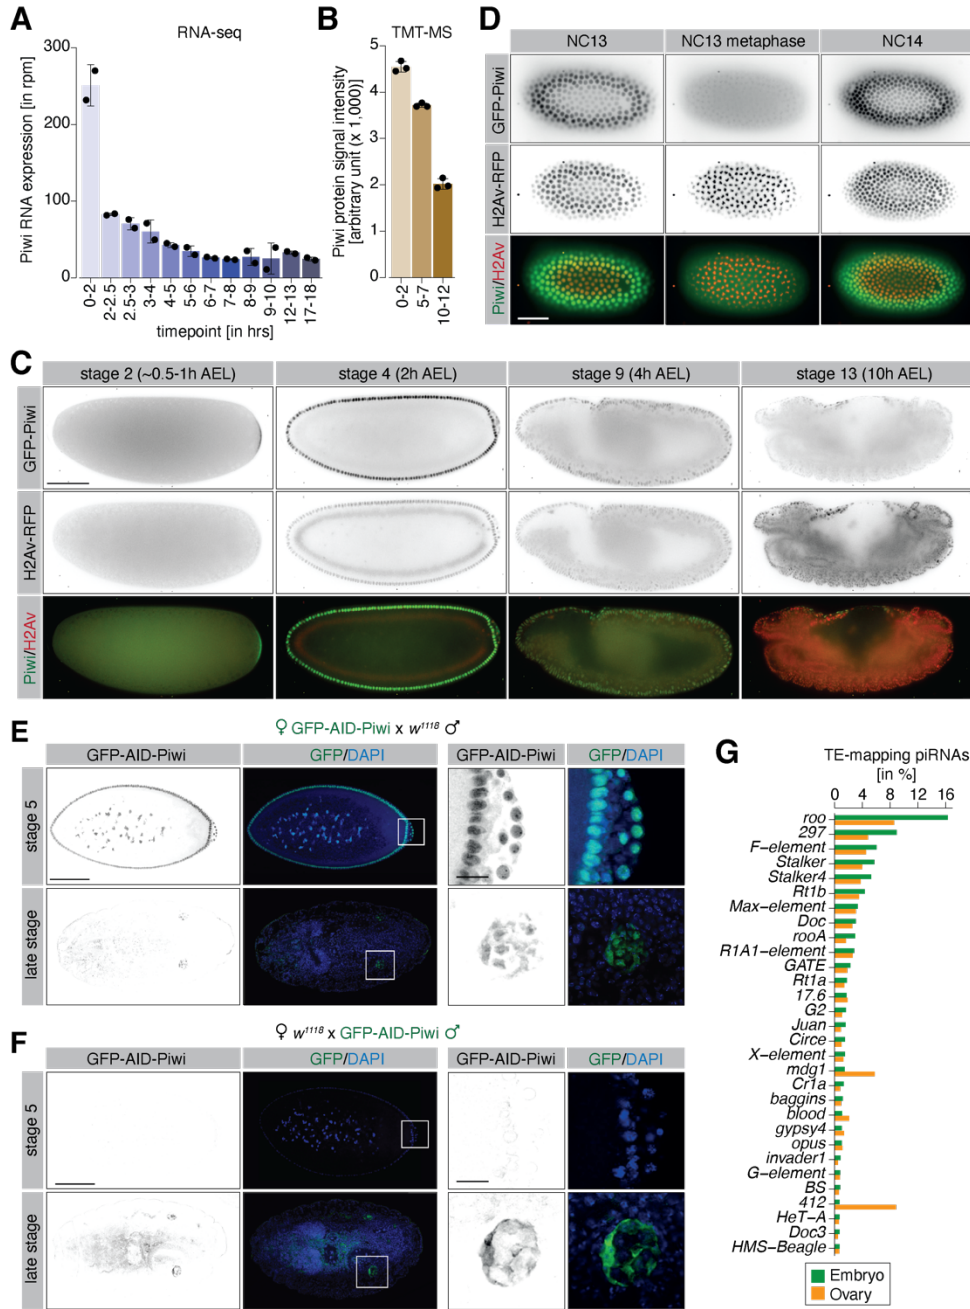 A
RNA-seq
Piwi RNA expression [in rpm]
300
200
100
0
0-2
2-2.5
2.5-3
3-4
4-5
5-6
6-7
7-8
8-9
9-10
12-13
17-18
timepoint [in hrs]
B
TMT-MS
Piwi protein signal intensity
[arbitrary unit (x 1,000)]
5
4
3
2
1
0
0-2
5-7
10-12
D
NC13
NC13 metaphase
NC14
GFP-Piwi
H2Av-RFP
Piwi/H2Av
C
stage 2 (~0.5-1h AEL)
stage 4 (2h AEL)
stage 9 (4h AEL)
stage 13 (10h AEL)
GFP-Piwi
H2Av-RFP
Piwi/H2Av
E
♀ GFP-AID-Piwi x w1118 ♂
GFP-AID-Piwi
GFP/DAPI
GFP-AID-Piwi
GFP/DAPI
stage 5
late stage
F
♀ w1118 x GFP-AID-Piwi ♂
GFP-AID-Piwi
GFP/DAPI
GFP-AID-Piwi
GFP/DAPI
stage 5
late stage
G
TE-mapping piRNAs
[in %]
0 4 8 12 16
roo
297
F-element
Stalker
Stalker4
Rt1b
Max-element
Doc
rooA
R1A1-element
GATE
Rt1a
17.6
G2
Juan
Circe
X-element
mdg1
Cr1a
baggins
blood
gypsy4
opus
invader1
G-element
BS
412
HeT-A
Doc3
HMS-Beagle
Embryo
Ovary